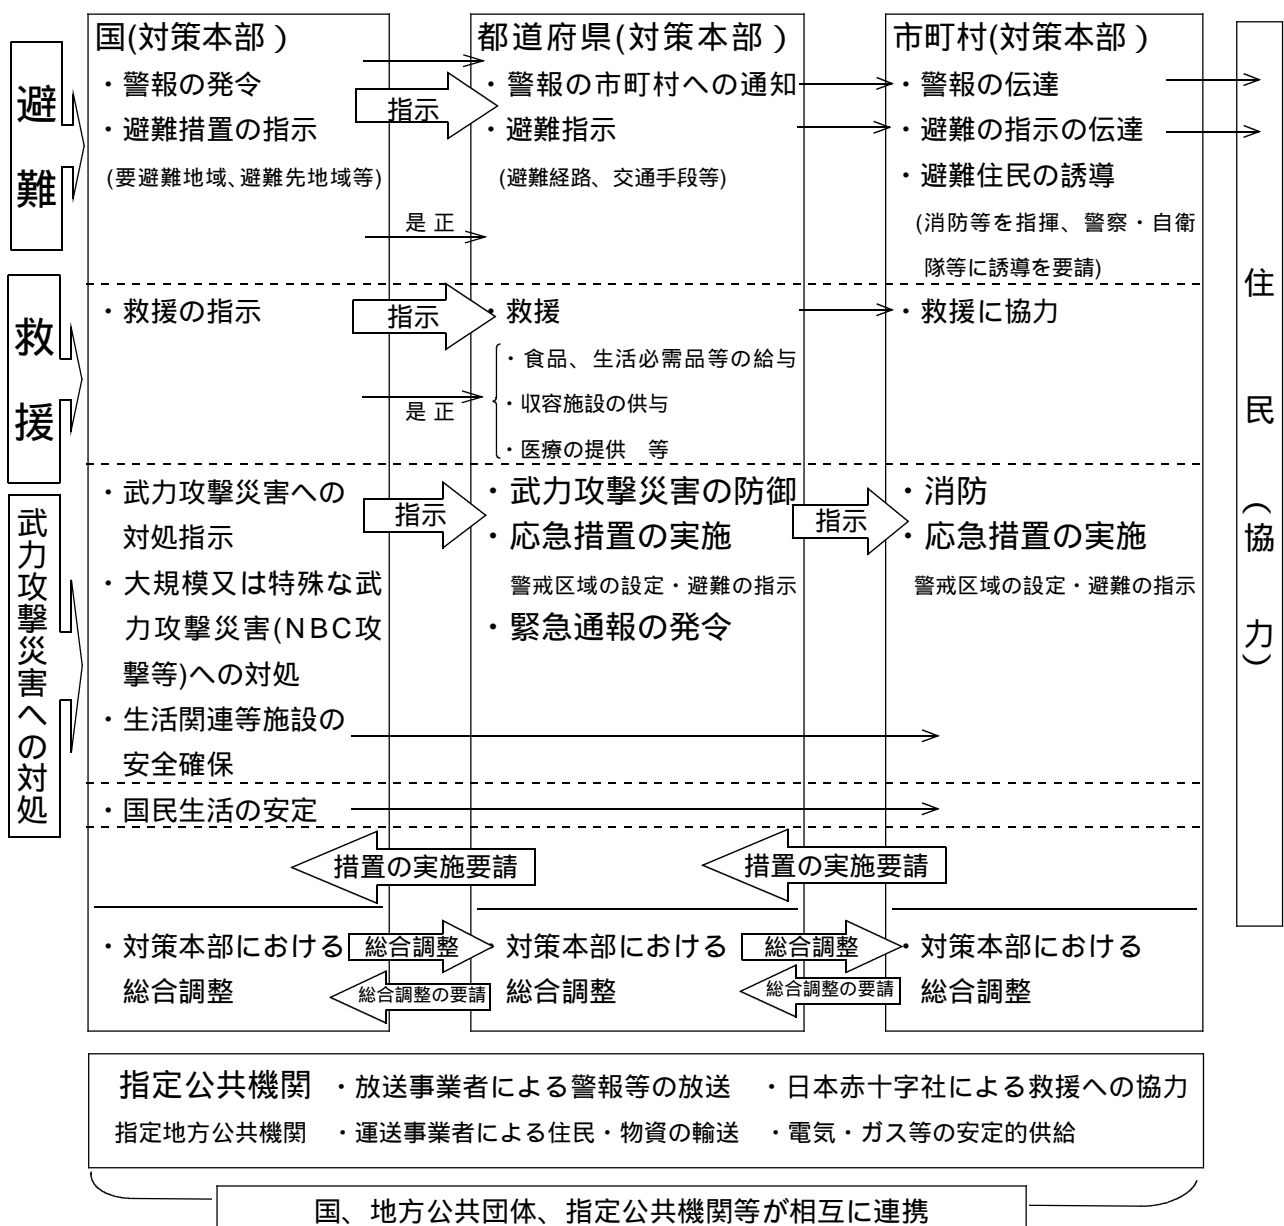 避難
救援
武力攻撃災害への対処
国(対策本部)
・警報の発令
・避難措置の指示
(要避難地域、避難先地域等)
指示
是正
・救援の指示
指示
是正
・武力攻撃災害への
対処指示
・大規模又は特殊な武
力攻撃災害(NBC攻
撃等)への対処
・生活関連等施設の
安全確保
・国民生活の安定
指示
措置の実施要請
・対策本部における
総合調整
総合調整
総合調整の要請
都道府県(対策本部)
・警報の市町村への通知
・避難指示
(避難経路、交通手段等)
・救援
・食品、生活必需品等の給与
・収容施設の供与
・医療の提供 等
・武力攻撃災害の防御
・応急措置の実施
警戒区域の設定・避難の指示
・緊急通報の発令
指示
措置の実施要請
・対策本部における
総合調整
総合調整
総合調整の要請
市町村(対策本部)
・警報の伝達
・避難の指示の伝達
・避難住民の誘導
(消防等を指揮、警察・自衛
隊等に誘導を要請)
・救援に協力
・消防
・応急措置の実施
警戒区域の設定・避難の指示
・対策本部における
総合調整
住民(協力)
指定公共機関 ・放送事業者による警報等の放送 ・日本赤十字社による救援への協力
指定地方公共機関 ・運送事業者による住民・物資の輸送 ・電気・ガス等の安定的供給
国、地方公共団体、指定公共機関等が相互に連携